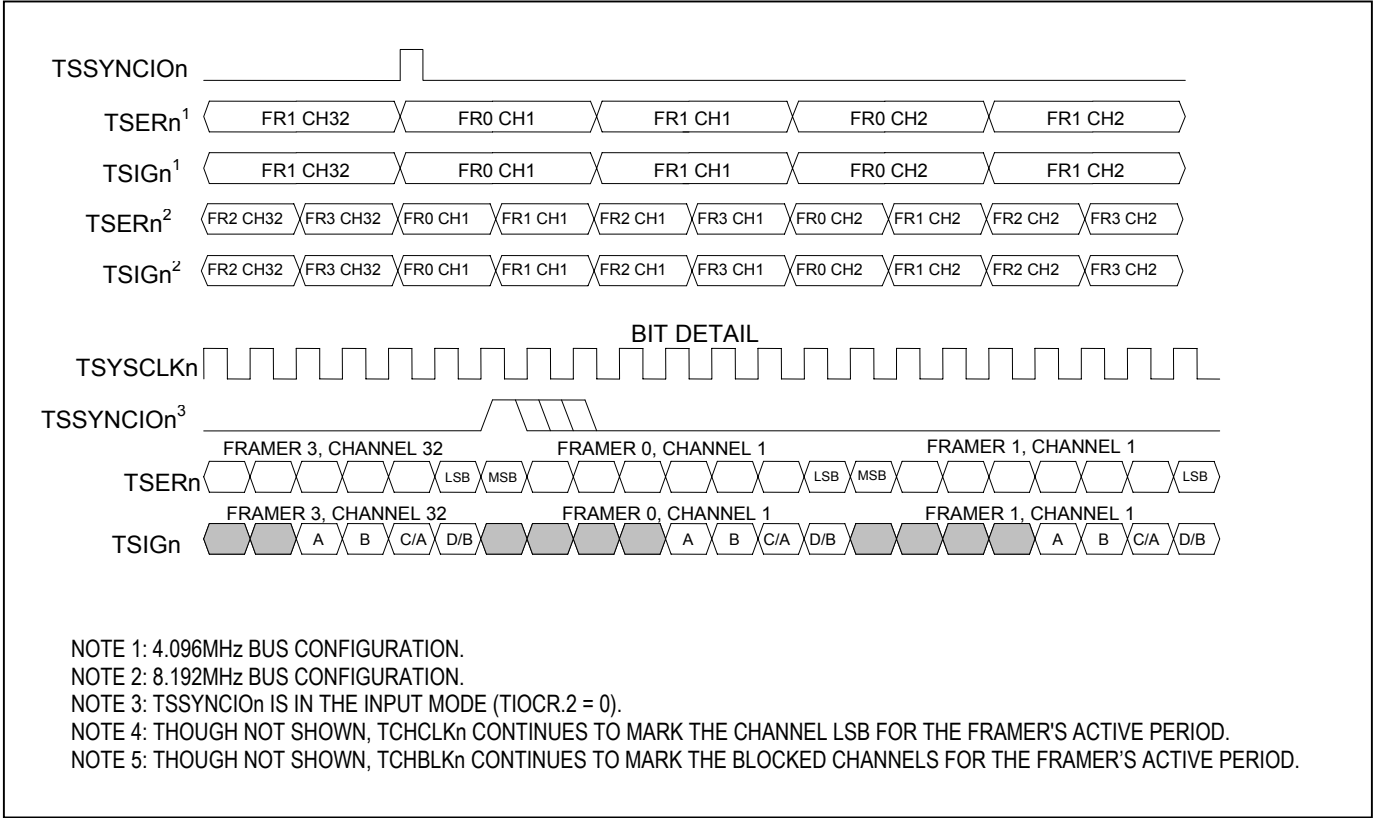 TSSYNCIOn
TSERn1 FR1 CH32 FR0 CH1 FR1 CH1 FR0 CH2 FR1 CH2
TSIGn1 FR1 CH32 FR0 CH1 FR1 CH1 FR0 CH2 FR1 CH2
TSERn2 FR2 CH32 FR3 CH32 FR0 CH1 FR1 CH1 FR2 CH1 FR3 CH1 FR0 CH2 FR1 CH2 FR2 CH2 FR3 CH2
TSIGn2 FR2 CH32 FR3 CH32 FR0 CH1 FR1 CH1 FR2 CH1 FR3 CH1 FR0 CH2 FR1 CH2 FR2 CH2 FR3 CH2
BIT DETAIL
TSYSCLKn
TSSYNCIOn3
FRAMER 3, CHANNEL 32 FRAMER 0, CHANNEL 1 FRAMER 1, CHANNEL 1
TSERn LSB MSB LSB MSB LSB
FRAMER 3, CHANNEL 32 FRAMER 0, CHANNEL 1 FRAMER 1, CHANNEL 1
TSIGn A B C/A D/B A B C/A D/B A B C/A D/B
NOTE 1: 4.096MHz BUS CONFIGURATION.
NOTE 2: 8.192MHz BUS CONFIGURATION.
NOTE 3: TSSYNCIOn IS IN THE INPUT MODE (TIOCR.2 = 0).
NOTE 4: THOUGH NOT SHOWN, TCHCLKn CONTINUES TO MARK THE CHANNEL LSB FOR THE FRAMER'S ACTIVE PERIOD.
NOTE 5: THOUGH NOT SHOWN, TCHBLKn CONTINUES TO MARK THE BLOCKED CHANNELS FOR THE FRAMER’S ACTIVE PERIOD.